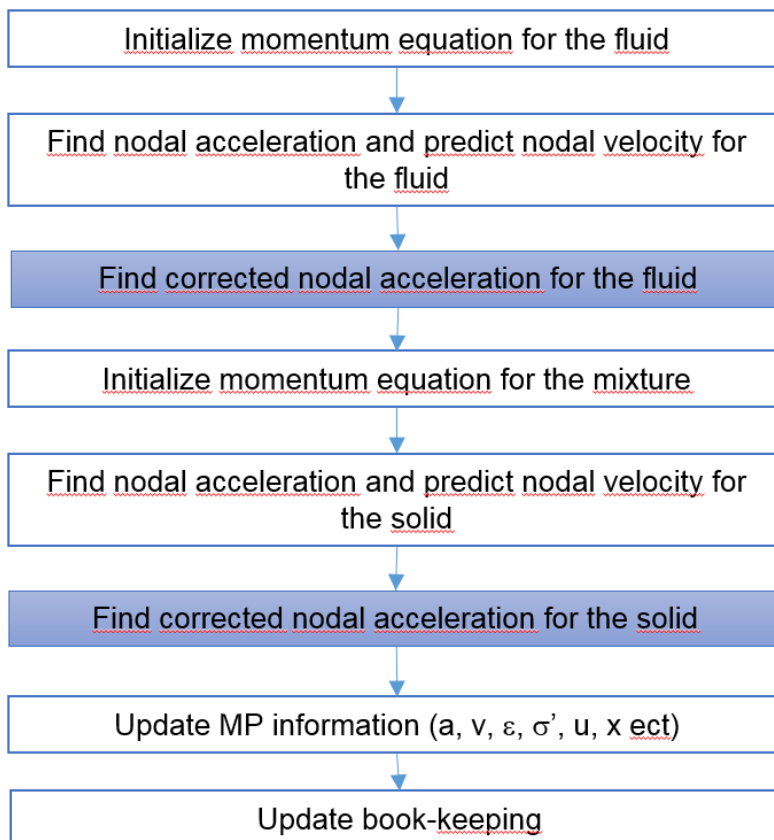 Initialize momentum equation for the fluid
Find nodal acceleration and predict nodal velocity for
the fluid
Find corrected nodal acceleration for the fluid
Initialize momentum equation for the mixture
Find nodal acceleration and predict nodal velocity for
the solid
Find corrected nodal acceleration for the solid
Update MP information (a, v, ε, σ’, u, x ect)
Update book-keeping